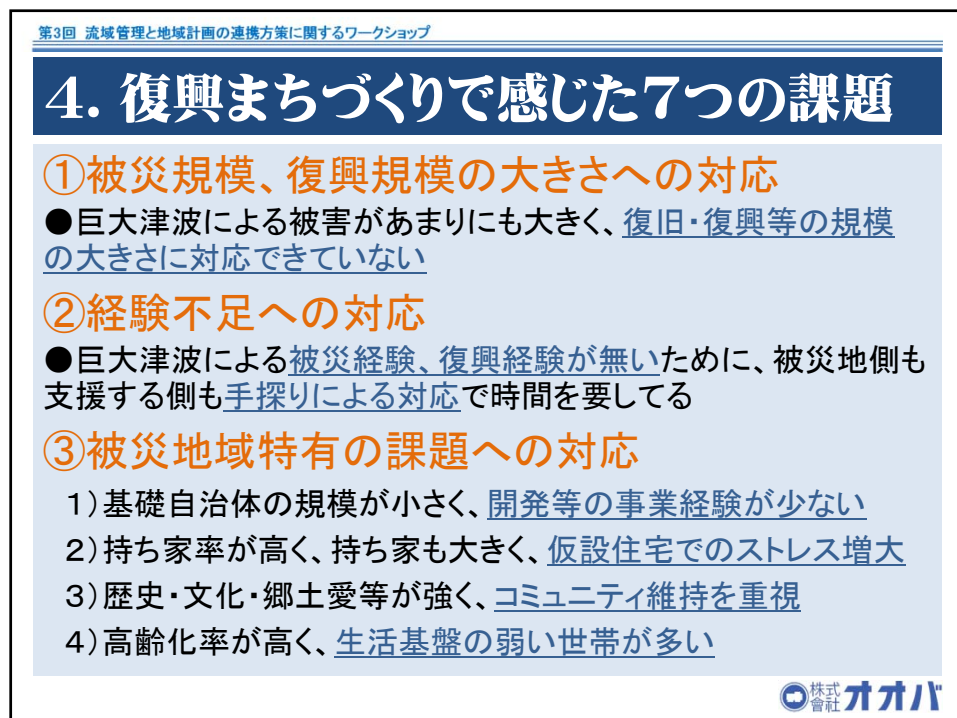 第3回 流域管理と地域計画の連携方策に関するワークショップ
4. 復興まちづくりで感じた7つの課題
①被災規模、復興規模の大きさへの対応
●巨大津波による被害があまりにも大きく、復旧・復興等の規模
の大きさに対応できていない
②経験不足への対応
●巨大津波による被災経験、復興経験が無いために、被災地側も
支援する側も手探りによる対応で時間を要してる
③被災地域特有の課題への対応
1)基礎自治体の規模が小さく、開発等の事業経験が少ない
2)持ち家率が高く、持ち家も大きく、仮設住宅でのストレス増大
3)歴史・文化・郷土愛等が強く、コミュニティ維持を重視
4)高齢化率が高く、生活基盤の弱い世帯が多い
株式會社オオバ